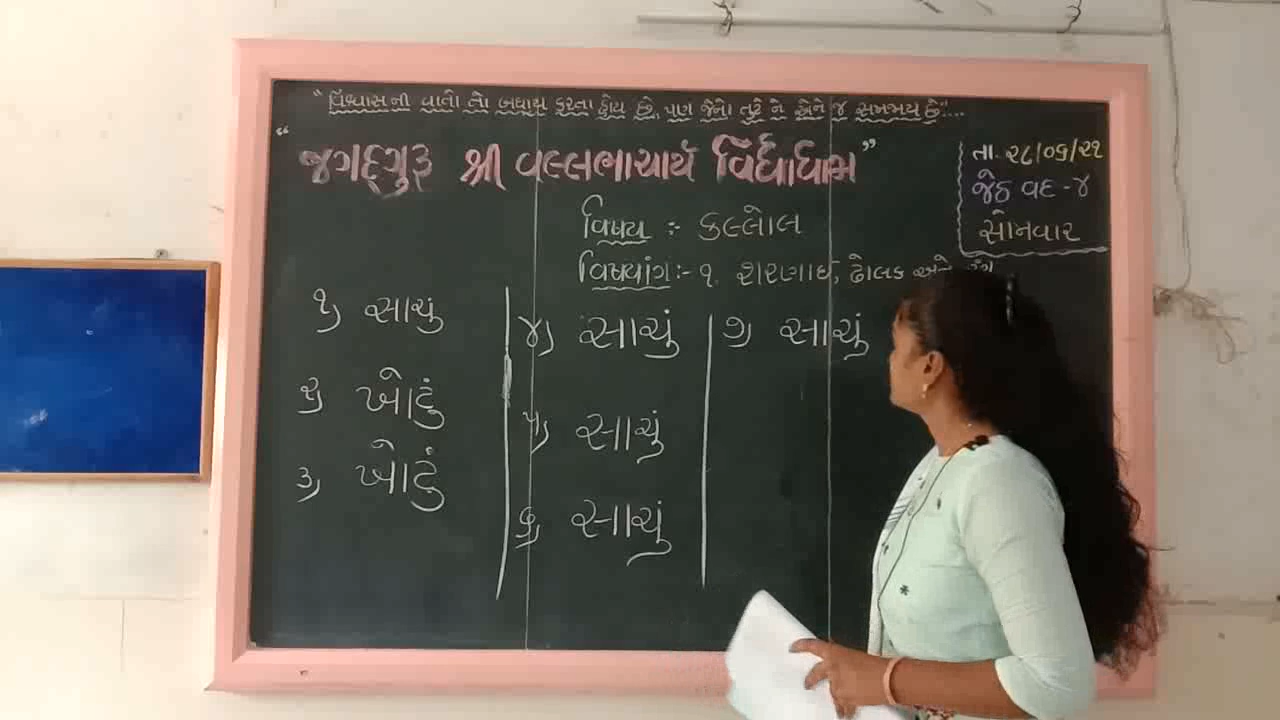 "વિશ્વાસની વાતો તો બધાય કરતા હોય છે, પણ જેનો તુટે ને એને જ સમજાય છે"....
"જગદ્ગુરુ શ્રી વલ્લભાચાર્ય વિદ્યાધામ"
તા. ૨૮/૦૬/૨૧
જેઠ વદ -૪
સોમવાર
વિષય :- કલ્લોલ
વિષયાંગ :- ૧. શરણાઈ, ઢોલક અને
૧) સાચું
૨) ખોટું
૩) ખોટું
૪) સાચું
૫) સાચું
૬) સાચું
૭) સાચું